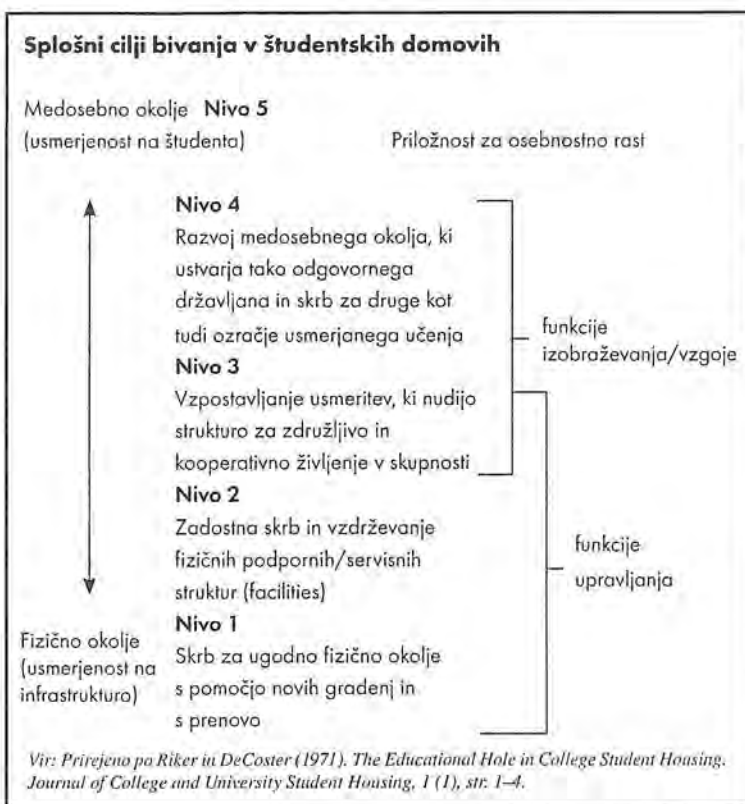 Splošni cilji bivanja v študentskih domovih
Medosebno okolje Nivo 5
(usmerjenost na študenta)
Priložnost za osebnostno rast
Nivo 4
Razvoj medosebnega okolja, ki
ustvarja tako odgovornega
državljana in skrb za druge kot
tudi ozračje usmerjanega učenja
Nivo 3
Vzpostavljanje usmeritev, ki nudijo
strukturo za združljivo in
kooperativno življenje v skupnosti
funkcije
izobraževanja/vzgoje
Nivo 2
Zadostna skrb in vzdrževanje
fizičnih podpornih/servisnih
struktur (facilities)
Nivo 1
Skrb za ugodno fizično okolje
s pomočjo novih gradenj in
s prenovo
funkcije
upravljanja
Fizično okolje
(usmerjenost na
infrastrukturo)
Vir: Prirejeno po Riker in DeCoster (1971). The Educational Hole in College Student Housing.
Journal of College and University Student Housing, 1 (1), str. 1–4.